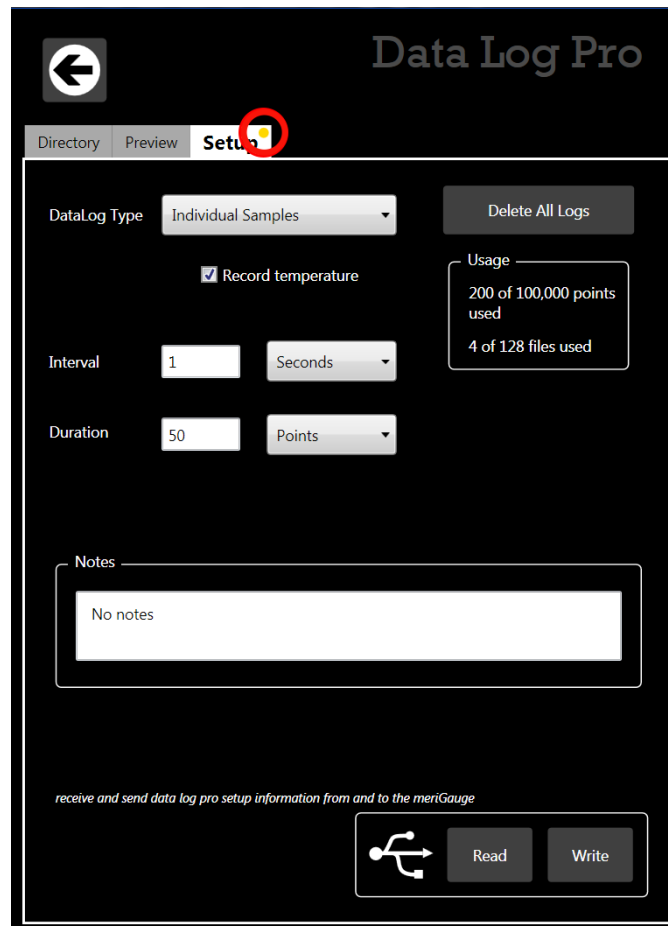 Data Log Pro
Directory Preview Setup
DataLog Type Individual Samples Delete All Logs
Record temperature
Usage
200 of 100,000 points
used
4 of 128 files used
Interval 1 Seconds
Duration 50 Points
Notes
No notes
receive and send data log pro setup information from and to the meriGauge
Read Write